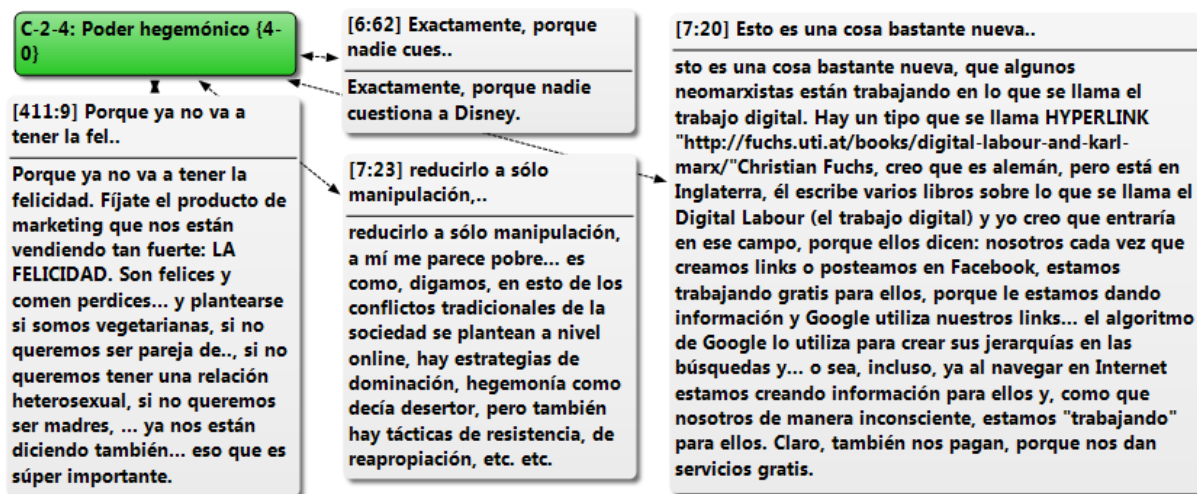 C-2-4: Poder hegemónico {4-
0}
[411:9] Porque ya no va a
tener la fel..
Porque ya no va a tener la
felicidad. Fíjate el producto de
marketing que nos están
vendiendo tan fuerte: LA
FELICIDAD. Son felices y
comen perdices... y plantearse
si somos vegetarianas, si no
queremos ser pareja de.., si no
queremos tener una relación
heterosexual, si no queremos
ser madres, ... ya nos están
diciendo también... eso que es
súper importante.
[6:62] Exactamente, porque
nadie cues..
Exactamente, porque nadie
cuestiona a Disney.
[7:23] reducirlo a sólo
manipulación,..
reducirlo a sólo manipulación,
a mí me parece pobre... es
como, digamos, en esto de los
conflictos tradicionales de la
sociedad se plantean a nivel
online, hay estrategias de
dominación, hegemonía como
decía desertor, pero también
hay tácticas de resistencia, de
reapropiación, etc. etc.
[7:20] Esto es una cosa bastante nueva..
sto es una cosa bastante nueva, que algunos
neomarxistas están trabajando en lo que se llama el
trabajo digital. Hay un tipo que se llama HYPERLINK
"http://fuchs.uti.at/books/digital-labour-and-karl-
marx/"Christian Fuchs, creo que es alemán, pero está en
Inglaterra, él escribe varios libros sobre lo que se llama el
Digital Labour (el trabajo digital) y yo creo que entraría
en ese campo, porque ellos dicen: nosotros cada vez que
creamos links o posteamos en Facebook, estamos
trabajando gratis para ellos, porque le estamos dando
información y Google utiliza nuestros links... el algoritmo
de Google lo utiliza para crear sus jerarquías en las
búsquedas y... o sea, incluso, ya al navegar en Internet
estamos creando información para ellos y, como que
nosotros de manera inconsciente, estamos "trabajando"
para ellos. Claro, también nos pagan, porque nos dan
servicios gratis.